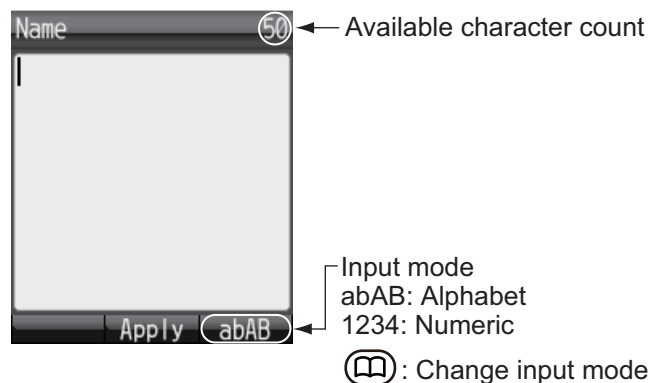 Name 50
Available character count
Input mode
abAB: Alphabet
1234: Numeric
Apply abAB
: Change input mode